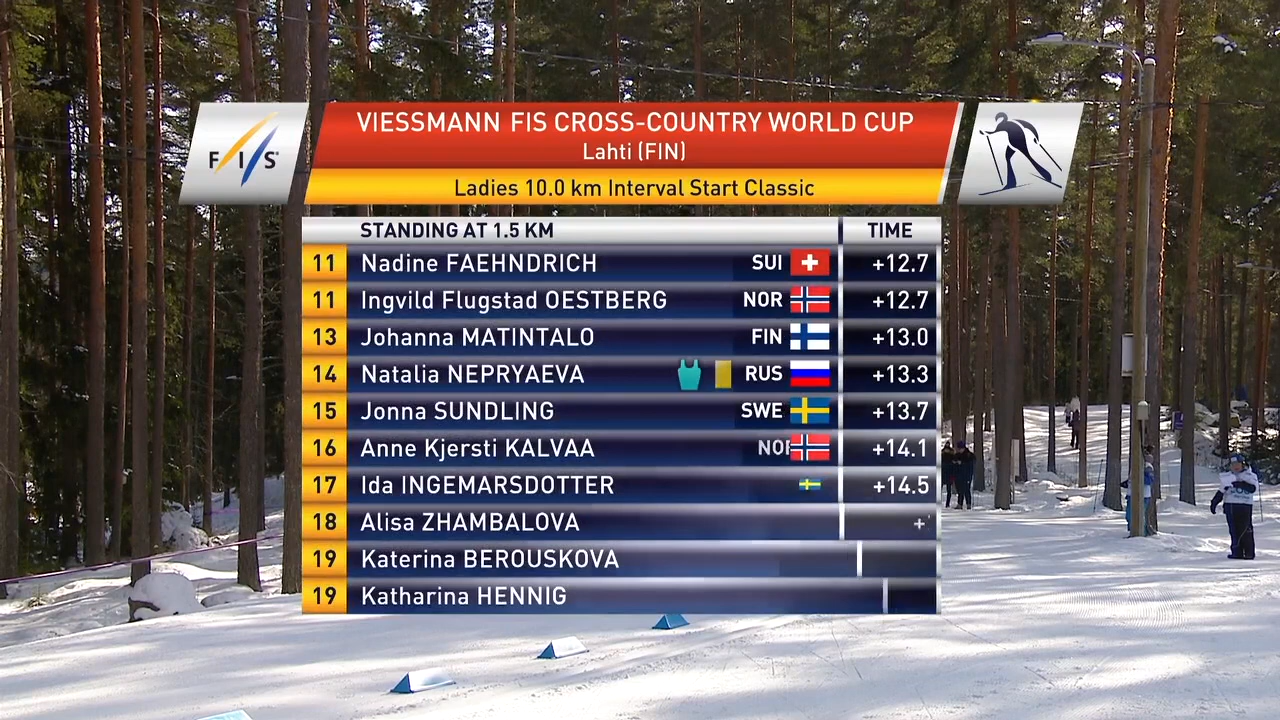 FIS
VIESSMANN FIS CROSS-COUNTRY WORLD CUP
Lahti (FIN)
Ladies 10.0 km Interval Start Classic
STANDING AT 1.5 KM TIME
11 Nadine FAEHNDRICH SUI +12.7
11 Ingvild Flugstad OESTBERG NOR +12.7
13 Johanna MATINTALO FIN +13.0
14 Natalia NEPRYAEVA RUS +13.3
15 Jonna SUNDLING SWE +13.7
16 Anne Kjersti KALVAA NOR +14.1
17 Ida INGEMARSDOTTER +14.5
18 Alisa ZHAMBALOVA +
19 Katerina BEROUSKOVA
19 Katharina HENNIG